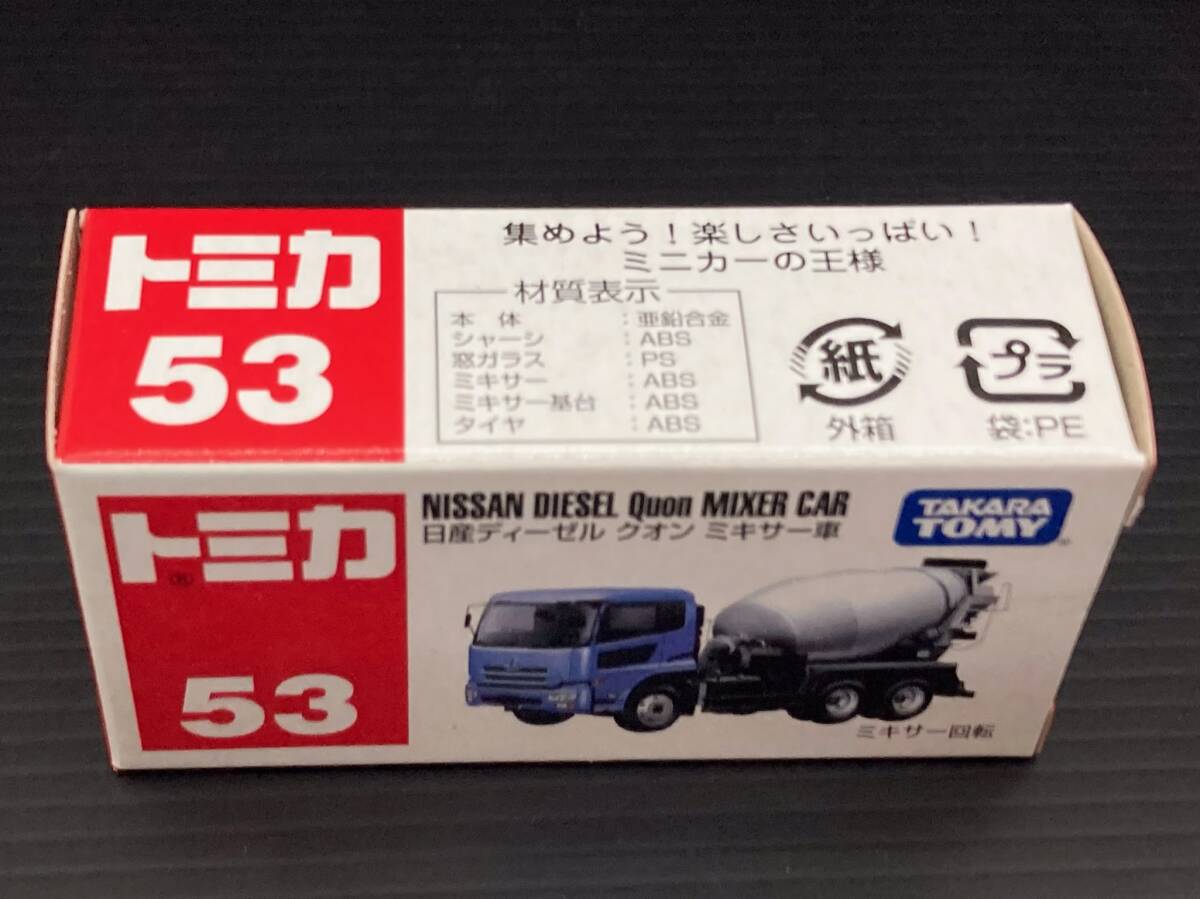 トミカ
53
集めよう！楽しさいっぱい！
ミニカーの王様
材質表示
本 体 : 亜鉛合金
シャーシ : ABS
窓ガラス : PS
ミキサー : ABS
ミキサー基台 : ABS
タイヤ : ABS
紙
外箱
プラ
袋:PE
トミカ
®
53
NISSAN DIESEL Quon MIXER CAR
日産ディーゼル クオン ミキサー車
TAKARA
TOMY
ミキサー回転